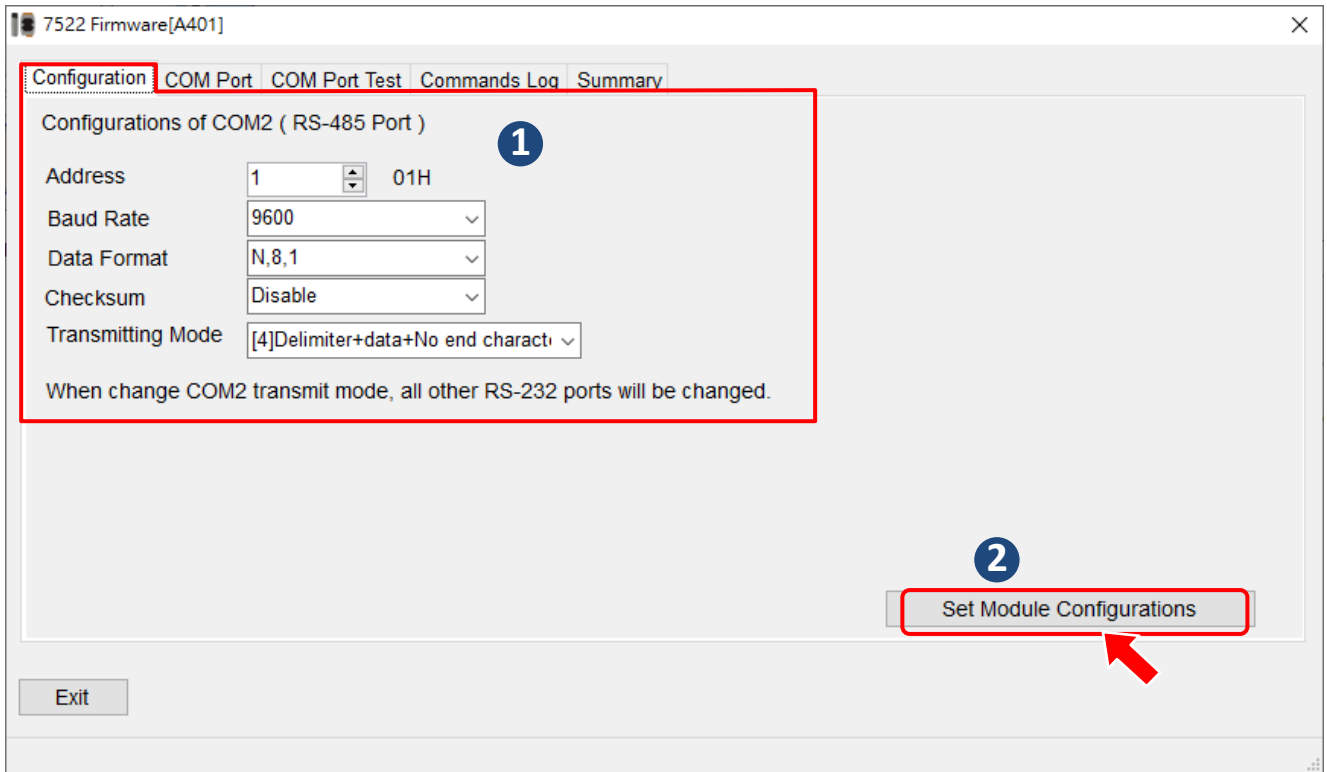 7522 Firmware[A401]
Configuration COM Port COM Port Test Commands Log Summary
Configurations of COM2 ( RS-485 Port )
1
Address 1 01H
Baud Rate 9600
Data Format N,8,1
Checksum Disable
Transmitting Mode [4]Delimiter+data+No end
When change COM2 transmit mode, all other RS-232 ports will be changed.
2
Set Module Configurations
Exit